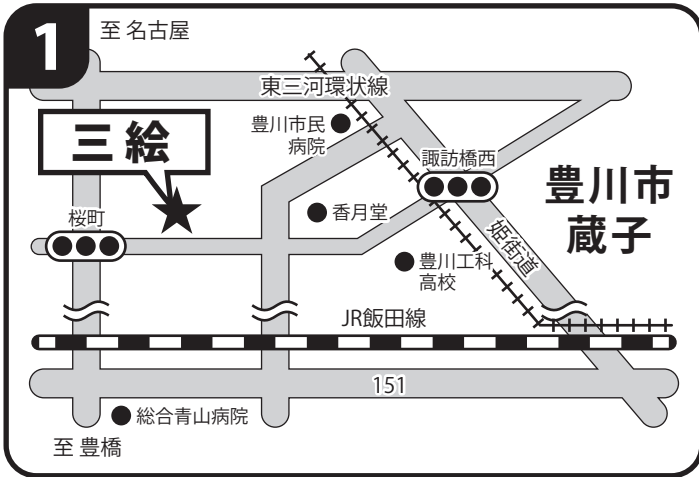 1
至 名古屋
東三河環状線
豊川市民
病院
三絵
諏訪橋西
豊川市
蔵子
桜町
香月堂
姫街道
豊川工科
高校
JR飯田線
151
総合青山病院
至 豊橋